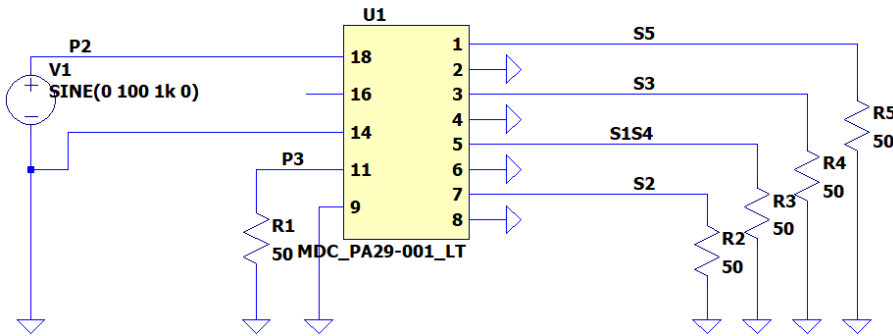 U1
P2
18
1
S5
V1
2
SINE(0 100 1k 0)
16
3
S3
4
R5
14
5
S1S4
50
P3
11
6
R4
50
9
7
S2
R3
50
R1
8
R2
50
MDC_PA29-001_LT
50